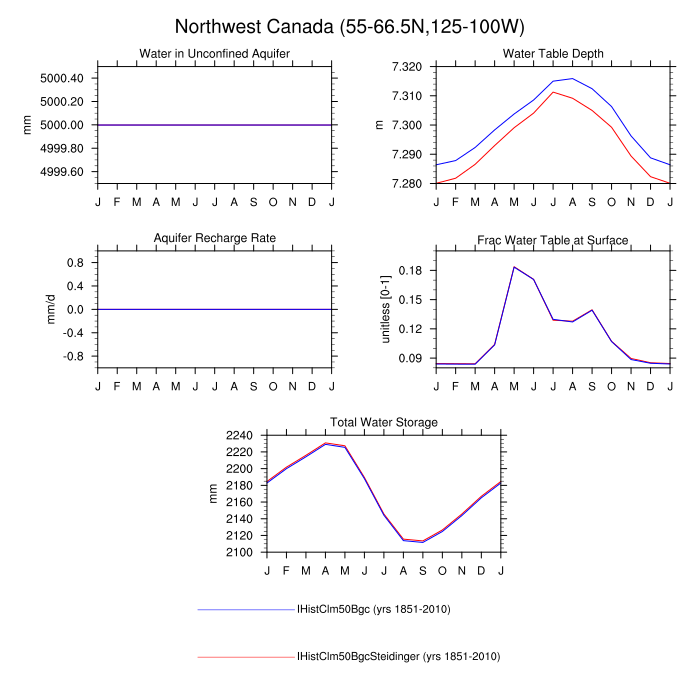 Northwest Canada (55-66.5N,125-100W)
Water in Unconfined Aquifer
mm
5000.40
5000.20
5000.00
4999.80
4999.60
J F M A M J J A S O N D J
Water Table Depth
m
7.320
7.310
7.300
7.290
7.280
J F M A M J J A S O N D J
Aquifer Recharge Rate
mm/d
0.8
0.4
0.0
-0.4
-0.8
J F M A M J J A S O N D J
Frac Water Table at Surface
unitless [0-1]
0.18
0.15
0.12
0.09
J F M A M J J A S O N D J
Total Water Storage
mm
2240
2220
2200
2180
2160
2140
2120
2100
J F M A M J J A S O N D J
IHistClm50Bgc (yrs 1851-2010)
IHistClm50BgcSteidinger (yrs 1851-2010)